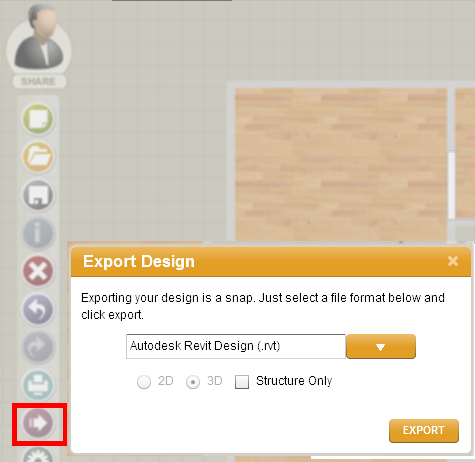 SHARE
Export Design
Exporting your design is a snap. Just select a file format below and
click export.
Autodesk Revit Design (.rvt)
2D 3D Structure Only
EXPORT